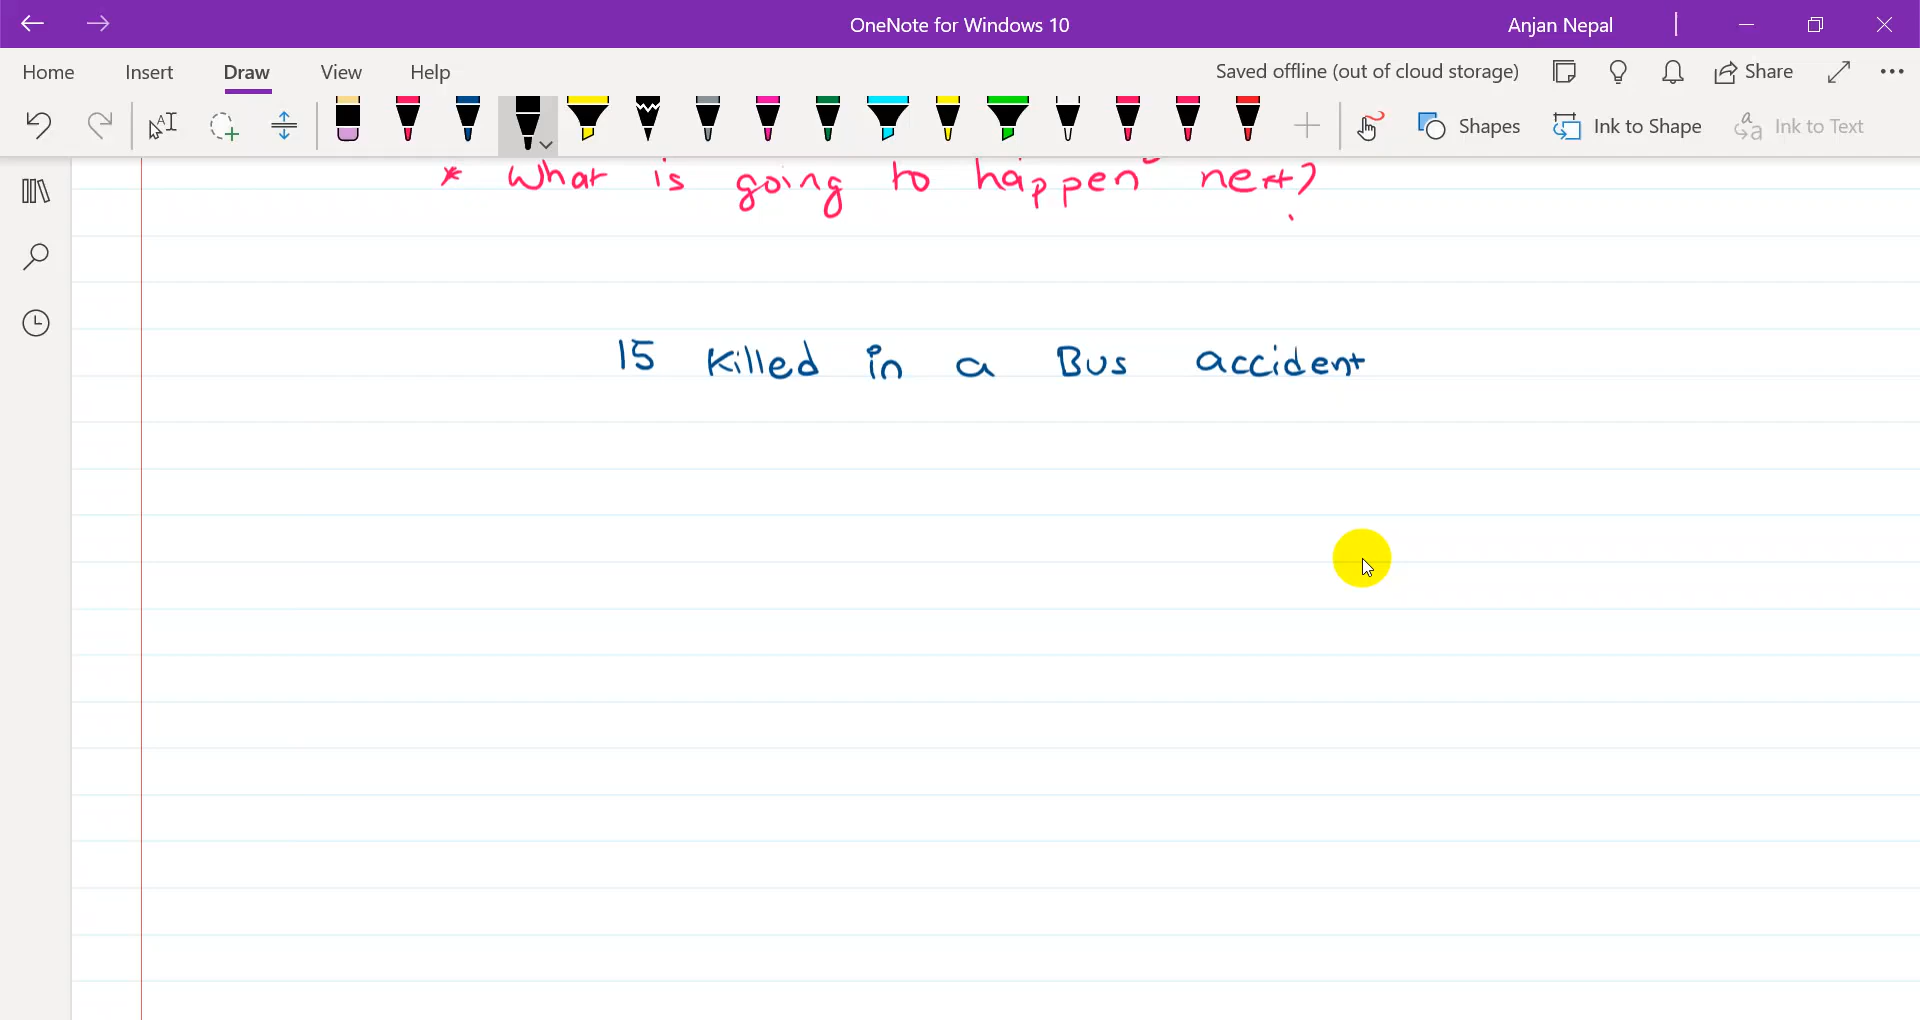 OneNote for Windows 10
Anjan Nepal
Home Insert Draw View Help
Saved offline (out of cloud storage)
Share
Shapes
Ink to Shape
Ink to Text
* What is going to happen next?
15 Killed in a Bus accident